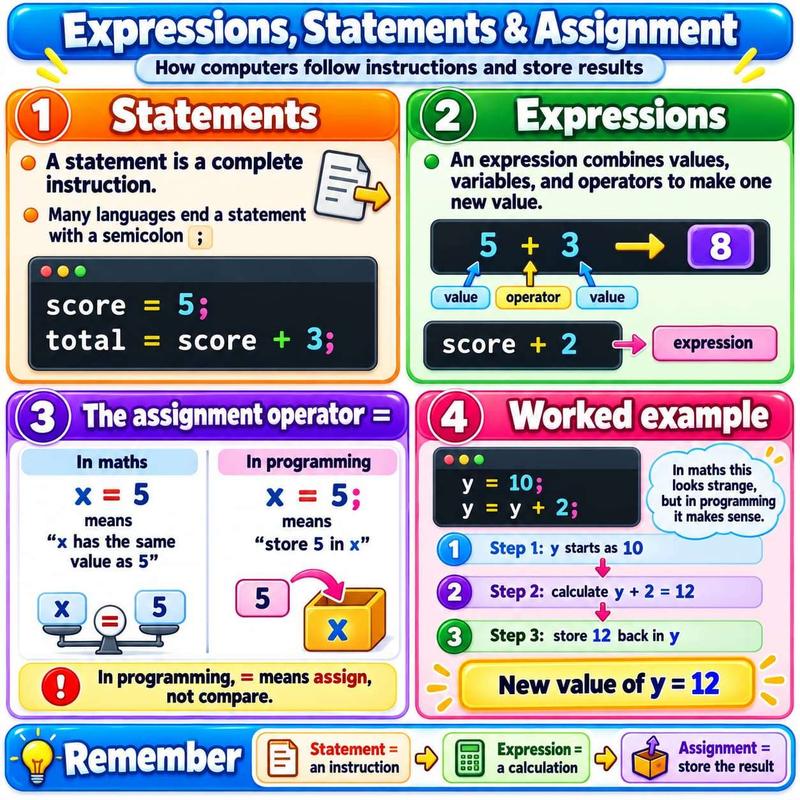 Expressions, Statements & Assignment
How computers follow instructions and store results
1 Statements
A statement is a complete
instruction.
Many languages end a statement
with a semicolon ;
score = 5;
total = score + 3;
2 Expressions
An expression combines values,
variables, and operators to make one
new value.
5 + 3 8
value operator value
score + 2 expression
3 The assignment operator =
In maths
x = 5
means
"x has the same
value as 5"
x = 5
In programming
x = 5;
means
"store 5 in x"
5
x
! In programming, = means assign,
not compare.
4 Worked example
y = 10;
y = y + 2;
In maths this
looks strange,
but in programming
it makes sense.
1 Step 1: y starts as 10
2 Step 2: calculate y + 2 = 12
3 Step 3: store 12 back in y
New value of y = 12
Remember
Statement =
an instruction
Expression =
a calculation
Assignment =
store the result